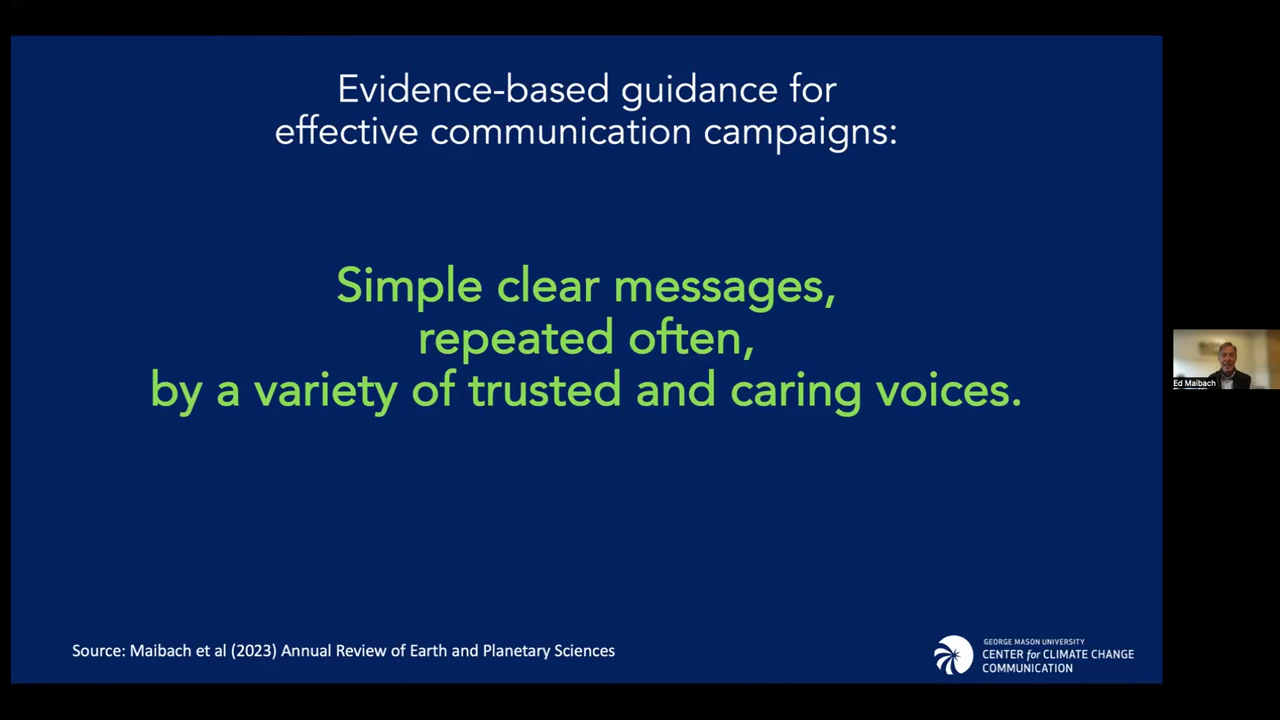 Evidence-based guidance for
effective communication campaigns:
Simple clear messages,
repeated often,
by a variety of trusted and caring voices.
Ed Maibach
Source: Maibach et al (2023) Annual Review of Earth and Planetary Sciences
GEORGE MASON UNIVERSITY
CENTER for CLIMATE CHANGE
COMMUNICATION